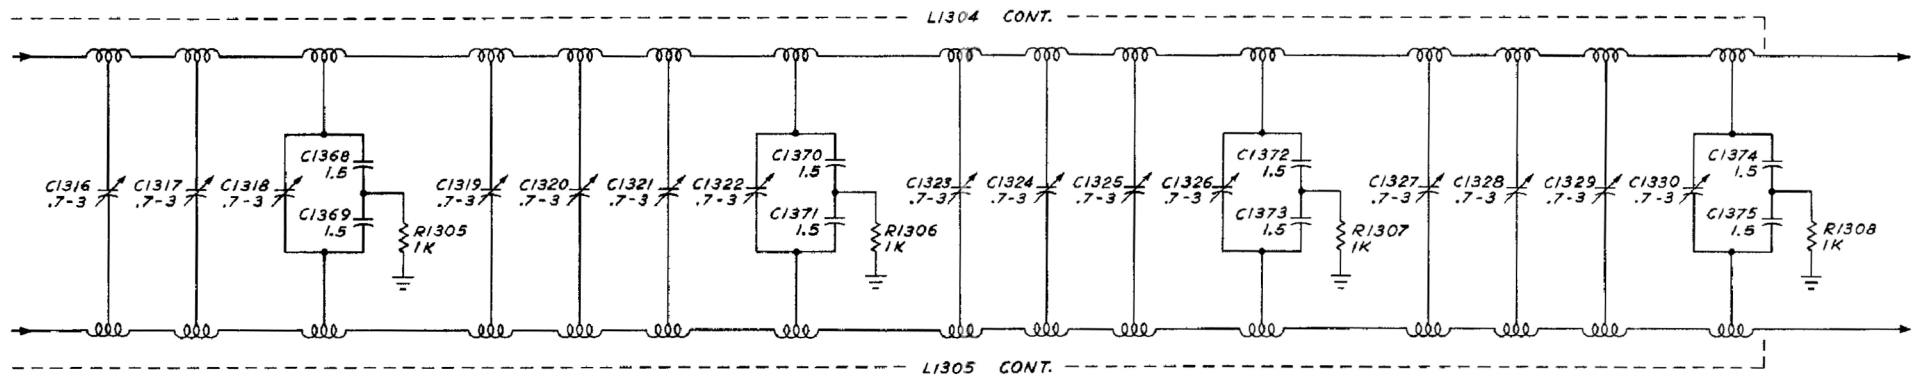 L1304 CONT.
C1368
1.5
C1370
1.5
C1372
1.5
C1374
1.5
C1316
.7-3
C1317
.7-3
C1318
.7-3
C1319
.7-3
C1320
.7-3
C1321
.7-3
C1322
.7-3
C1323
.7-3
C1324
.7-3
C1325
.7-3
C1326
.7-3
C1327
.7-3
C1328
.7-3
C1329
.7-3
C1330
.7-3
C1369
1.5
R1305
1K
C1371
1.5
R1306
1K
C1373
1.5
R1307
1K
C1375
1.5
R1308
1K
L1305 CONT.